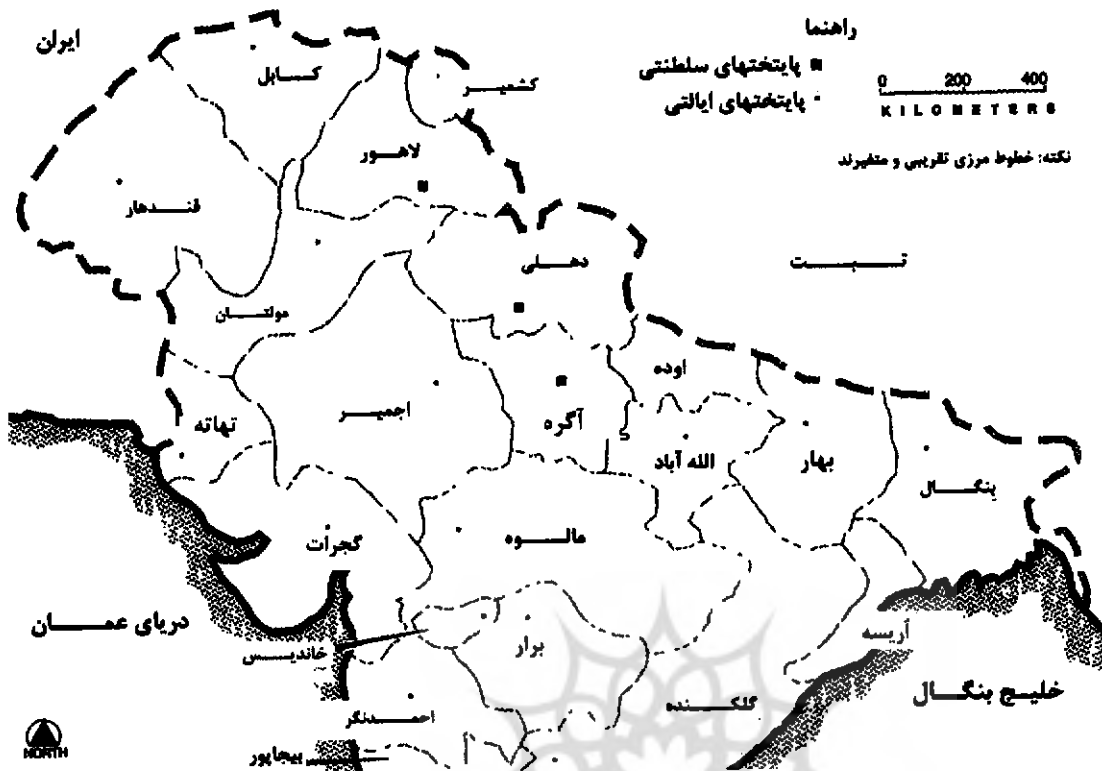 راهنما
پایتختهای سلطنتی
پایتختهای ایالتی
0 200 400
KILOMETERS
نکته: خطوط مرزی تقریبی و متغیرند
ایران
کابل
کشمیر
لاهور
قندهار
دهلی
تبت
مولتان
اوده
تهاته
اجمیر
آگره
الله آباد
بهار
بنگال
گجرات
مالوه
دریای عمان
خاندیس
برار
أریسه
خلیج بنگال
گلکنده
احمدنگر
بیجاپور
NORTH